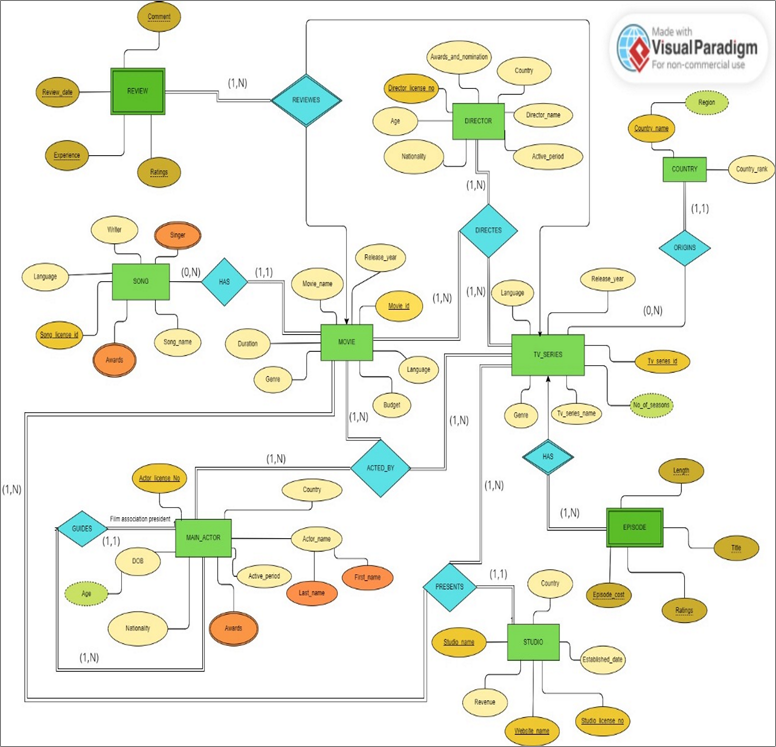 Made with
Visual Paradigm
For non-commercial use
Comment
REVIEW
Review_date
Experience
Ratings
(1,N)
REVIEWES
Awards_and_nomination
Country
Director_license_no
DIRECTOR
Director_name
Age
Nationality
Active_period
(1,N)
DIRECTES
(1,N)
(1,N)
Region
Country_name
COUNTRY
Country_rank
(1,1)
ORIGINS
(0,N)
Writer
Singer
Language
SONG
(0,N)
HAS
(1,1)
Song_license_id
Song_name
Awards
Release_year
Movie_name
Movie_id
Duration
MOVIE
Language
Genre
Budget
Release_year
Language
TV_SERIES
Tv_series_id
No_of_seasons
Genre
Tv_series_name
(1,N)
(1,N)
(1,N)
ACTED_BY
HAS
(1,N)
Length
EPISODE
Title
Episode_cost
Ratings
(1,N)
(1,N)
Actor_license_No
Country
Film association president
GUIDES
(1,1)
MAIN_ACTOR
Actor_name
DOB
Active_period
Age
Last_name
First_name
Nationality
Awards
(1,N)
PRESENTS
(1,1)
Country
Studio_name
STUDIO
Established_date
Revenue
Website_name
Studio_license_no